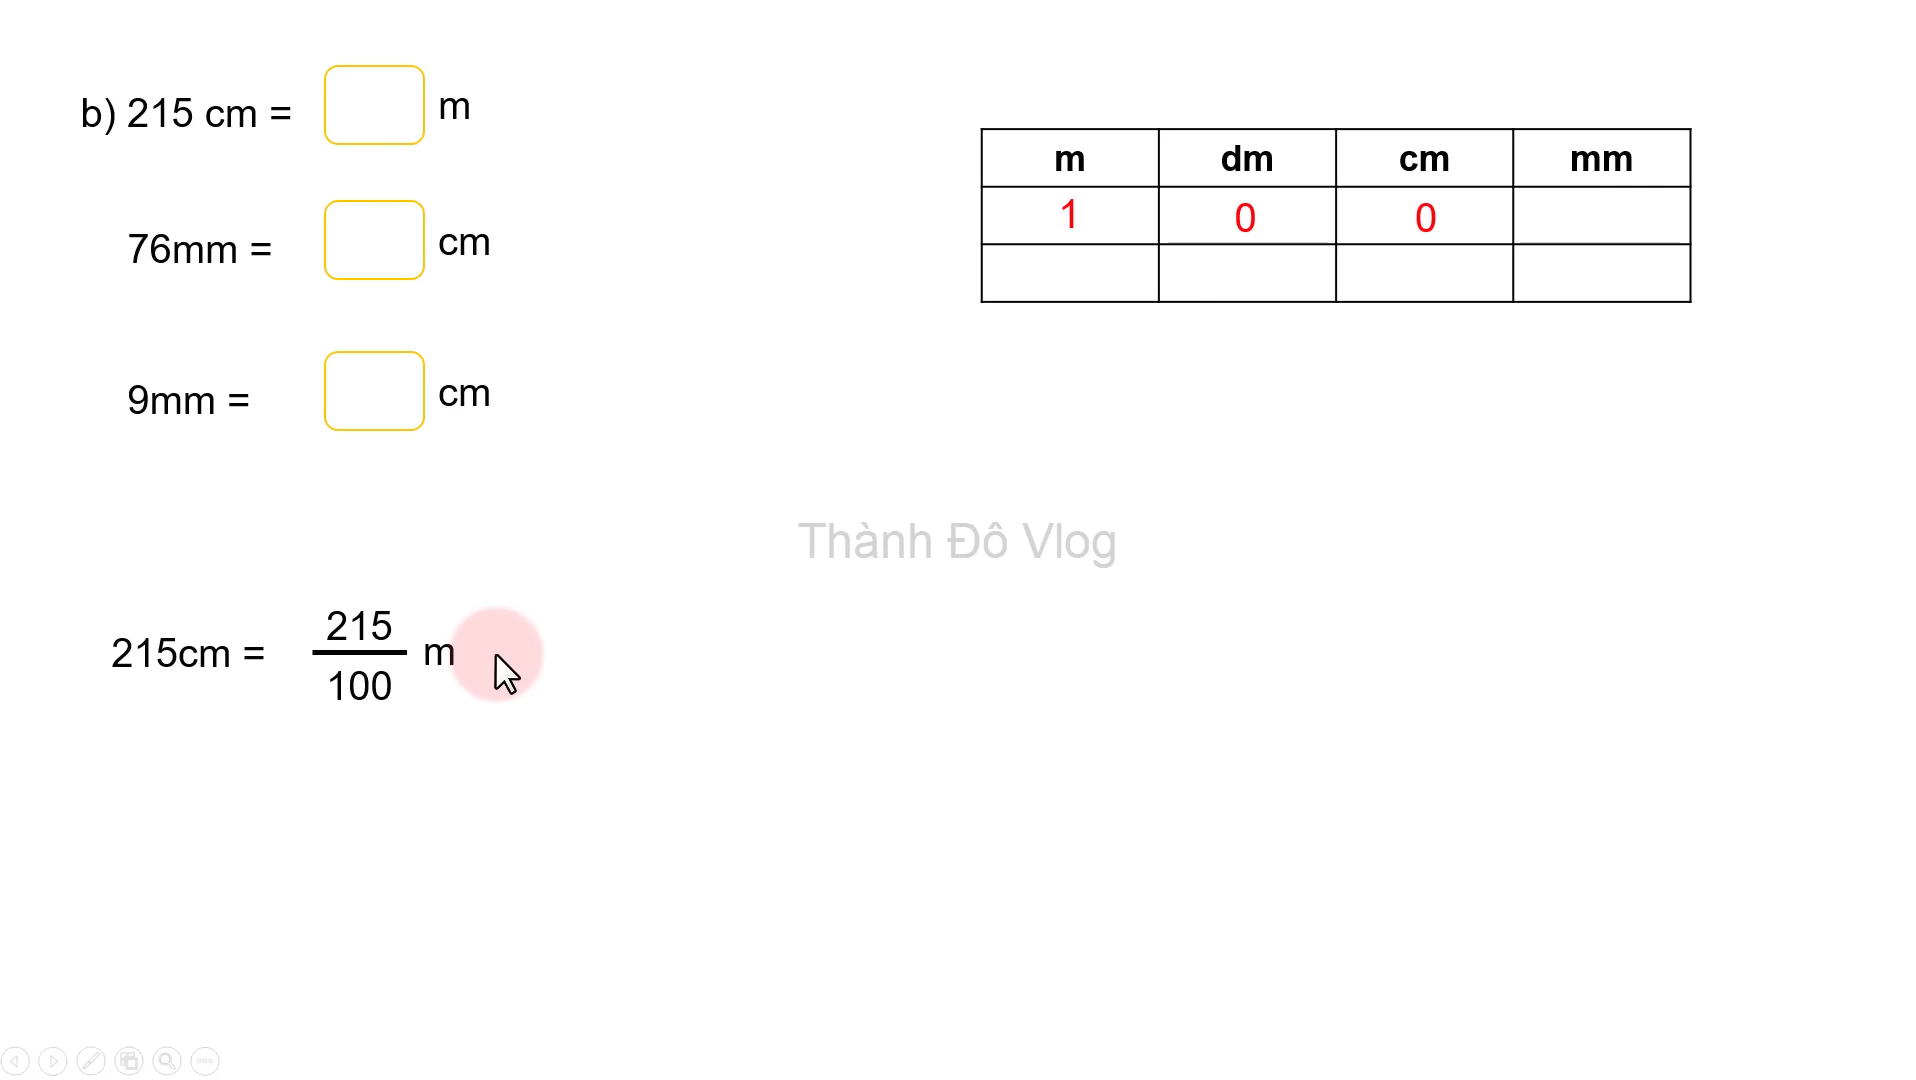 b) 215 cm = m
76mm = cm
9mm = cm
m dm cm mm
1 0 0
Thành Đô Vlog
215cm = 215/100 m